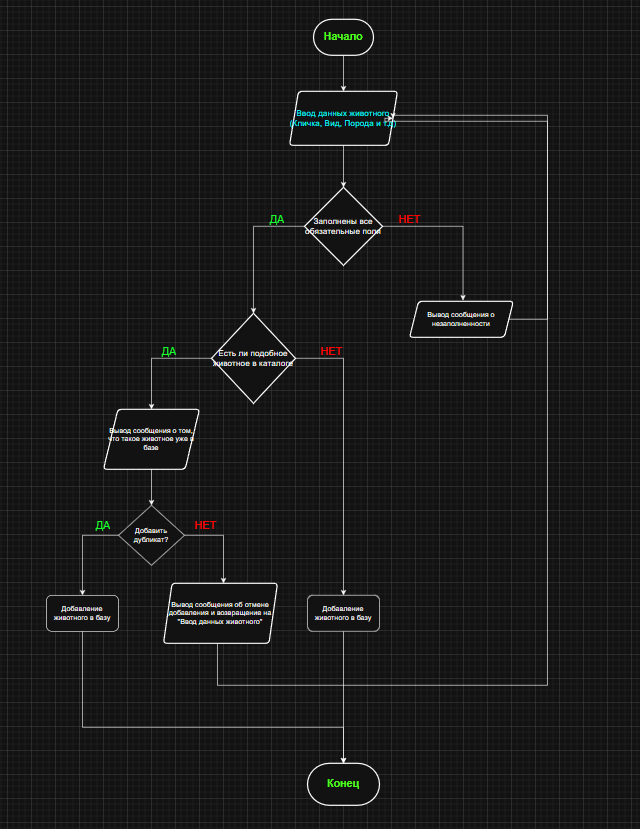 Начало
Ввод данных животного
(Кличка, Вид, Порода и т.д)
Заполнены все
обязательные поля
ДА
НЕТ
Вывод сообщения о
незаполненности
Есть ли подобное
животное в каталоге
ДА
НЕТ
Вывод сообщения о том,
что такое животное уже в
базе
Добавить
дубликат?
ДА
НЕТ
Добавление
животного в базу
Вывод сообщения об отмене
добавления и возвращение на
"Ввод данных животного"
Добавление
животного в базу
Конец